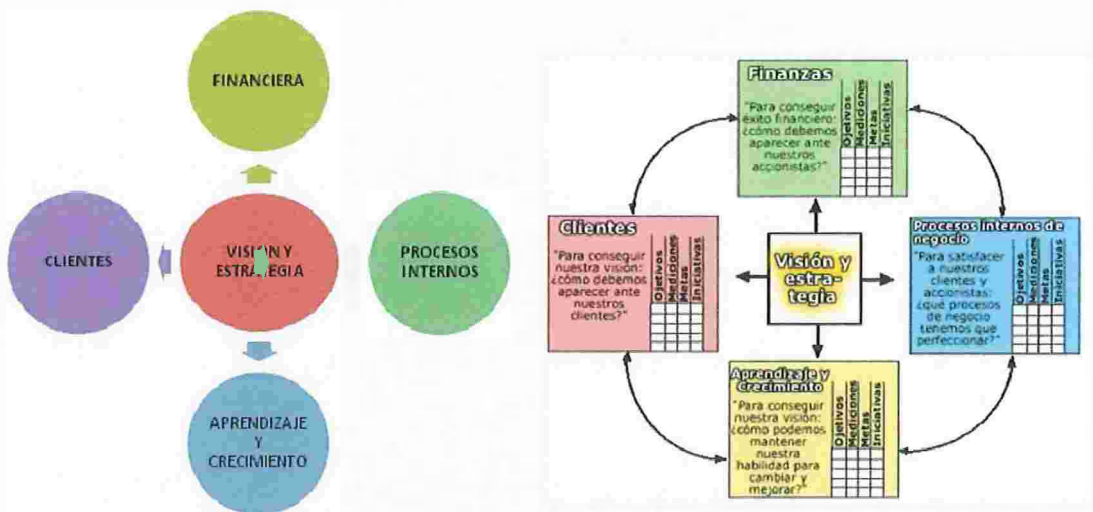 FINANCIERA
CLIENTES
VISION Y
ESTRATEGIA
PROCESOS
INTERNOS
APRENDIZAJE
Y
CRECIMIENTO
Finanzas
"Para conseguir
éxito financiero:
¿cómo debemos
aparecer ante
nuestros
accionistas?"
Ojetivos
Mediciones
Metas
Iniciativas
Clientes
"Para conseguir
nuestra visión:
¿cómo debemos
aparecer ante
nuestros
clientes?"
Ojetivos
Mediciones
Metas
Iniciativas
Visión y
estra-
tegia
Procesos internos de
negocio
"Para satisfacer
a nuestros
clientes y
accionistas:
¿qué procesos
de negocio
tenemos que
perfeccionar?"
Ojetivos
Mediciones
Metas
Iniciativas
Aprendizaje y
Crecimiento
"Para conseguir
nuestra visión:
¿cómo podemos
mantener
nuestra
habilidad para
cambiar y
mejorar?"
Ojetivos
Mediciones
Metas
Iniciativas